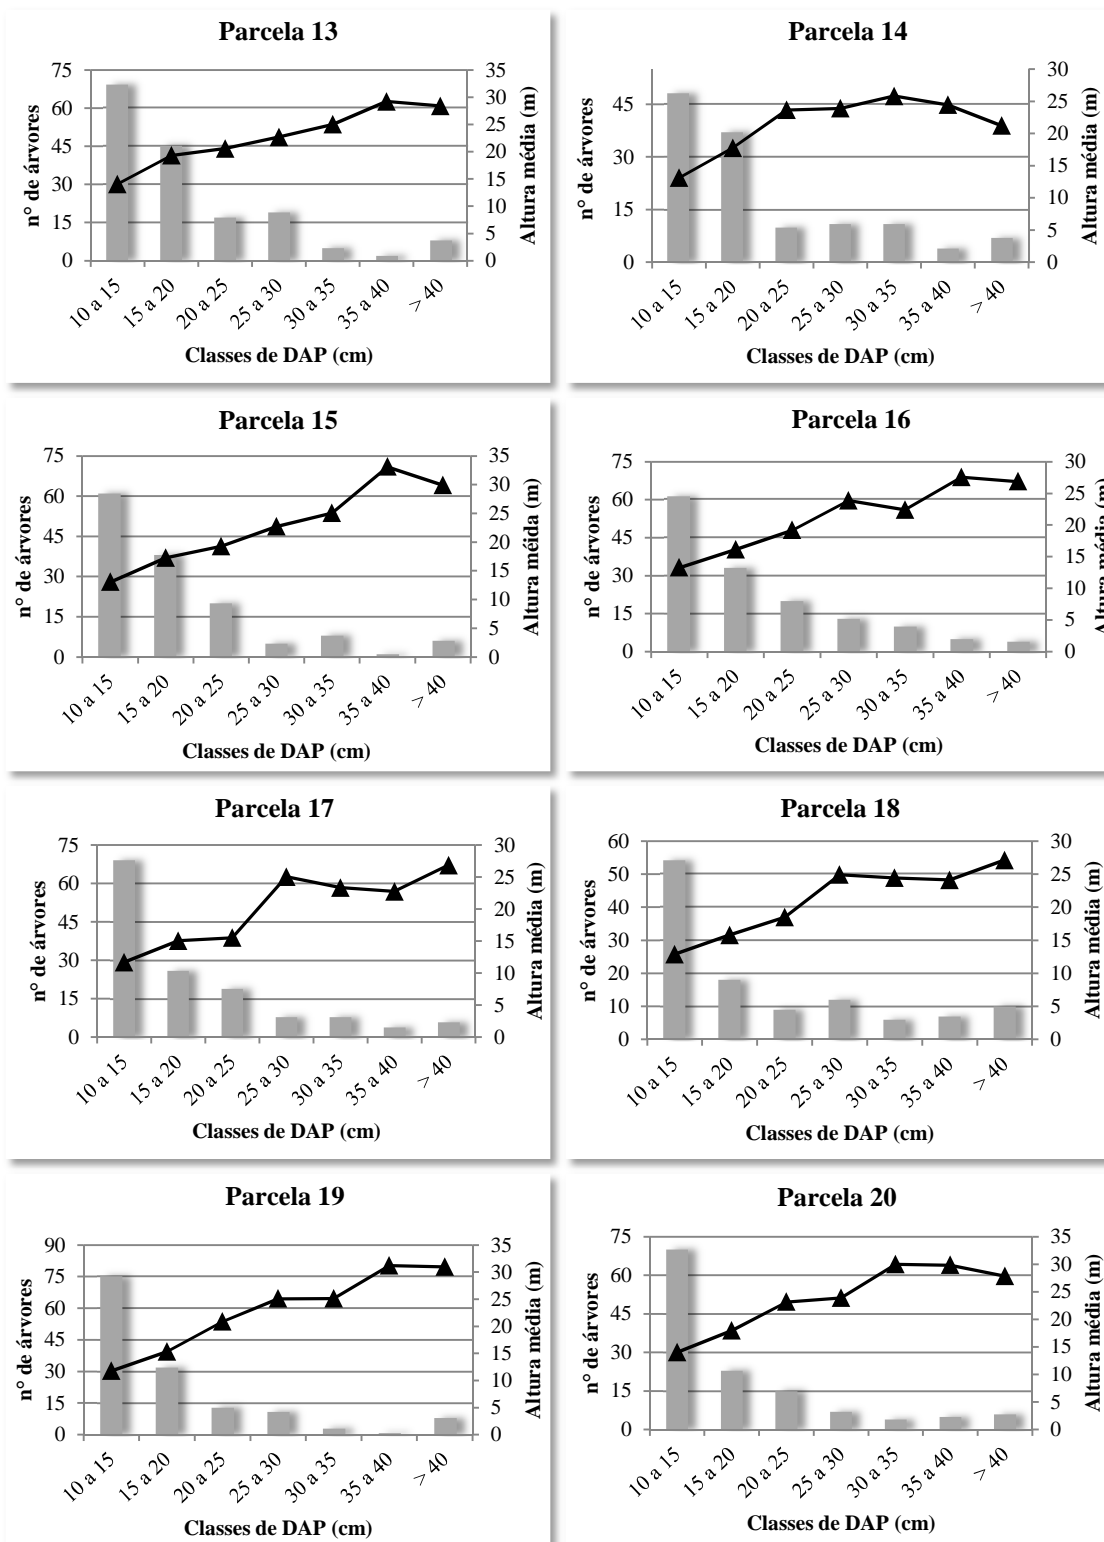 Parcela 13
75
60
45
30
15
0
n° de árvores
35
30
25
20
15
10
5
0
Altura média (m)
10 a 15
15 a 20
20 a 25
25 a 30
30 a 35
35 a 40
> 40
Classes de DAP (cm)
Parcela 14
45
30
15
0
n° de árvores
30
25
20
15
10
5
0
Altura média (m)
10 a 15
15 a 20
20 a 25
25 a 30
30 a 35
35 a 40
> 40
Classes de DAP (cm)
Parcela 15
75
60
45
30
15
0
n° de árvores
35
30
25
20
15
10
5
0
Altura méida (m)
10 a 15
15 a 20
20 a 25
25 a 30
30 a 35
35 a 40
> 40
Classes de DAP (cm)
Parcela 16
75
60
45
30
15
0
n° de árvores
30
25
20
15
10
5
0
Altura média (m)
10 a 15
15 a 20
20 a 25
25 a 30
30 a 35
35 a 40
> 40
Classes de DAP (cm)
Parcela 17
75
60
45
30
15
0
n° de árvores
30
25
20
15
10
5
0
Altura média (m)
10 a 15
15 a 20
20 a 25
25 a 30
30 a 35
35 a 40
> 40
Classes de DAP (cm)
Parcela 18
60
50
40
30
20
10
0
n° de árvores
30
25
20
15
10
5
0
Altura média (m)
10 a 15
15 a 20
20 a 25
25 a 30
30 a 35
35 a 40
> 40
Classes de DAP (cm)
Parcela 19
90
75
60
45
30
15
0
n° de árvores
35
30
25
20
15
10
5
0
Altura média (m)
10 a 15
15 a 20
20 a 25
25 a 30
30 a 35
35 a 40
> 40
Classes de DAP (cm)
Parcela 20
75
60
45
30
15
0
n° de árvores
35
30
25
20
15
10
5
0
Altura média (m)
10 a 15
15 a 20
20 a 25
25 a 30
30 a 35
35 a 40
> 40
Classes de DAP (cm)